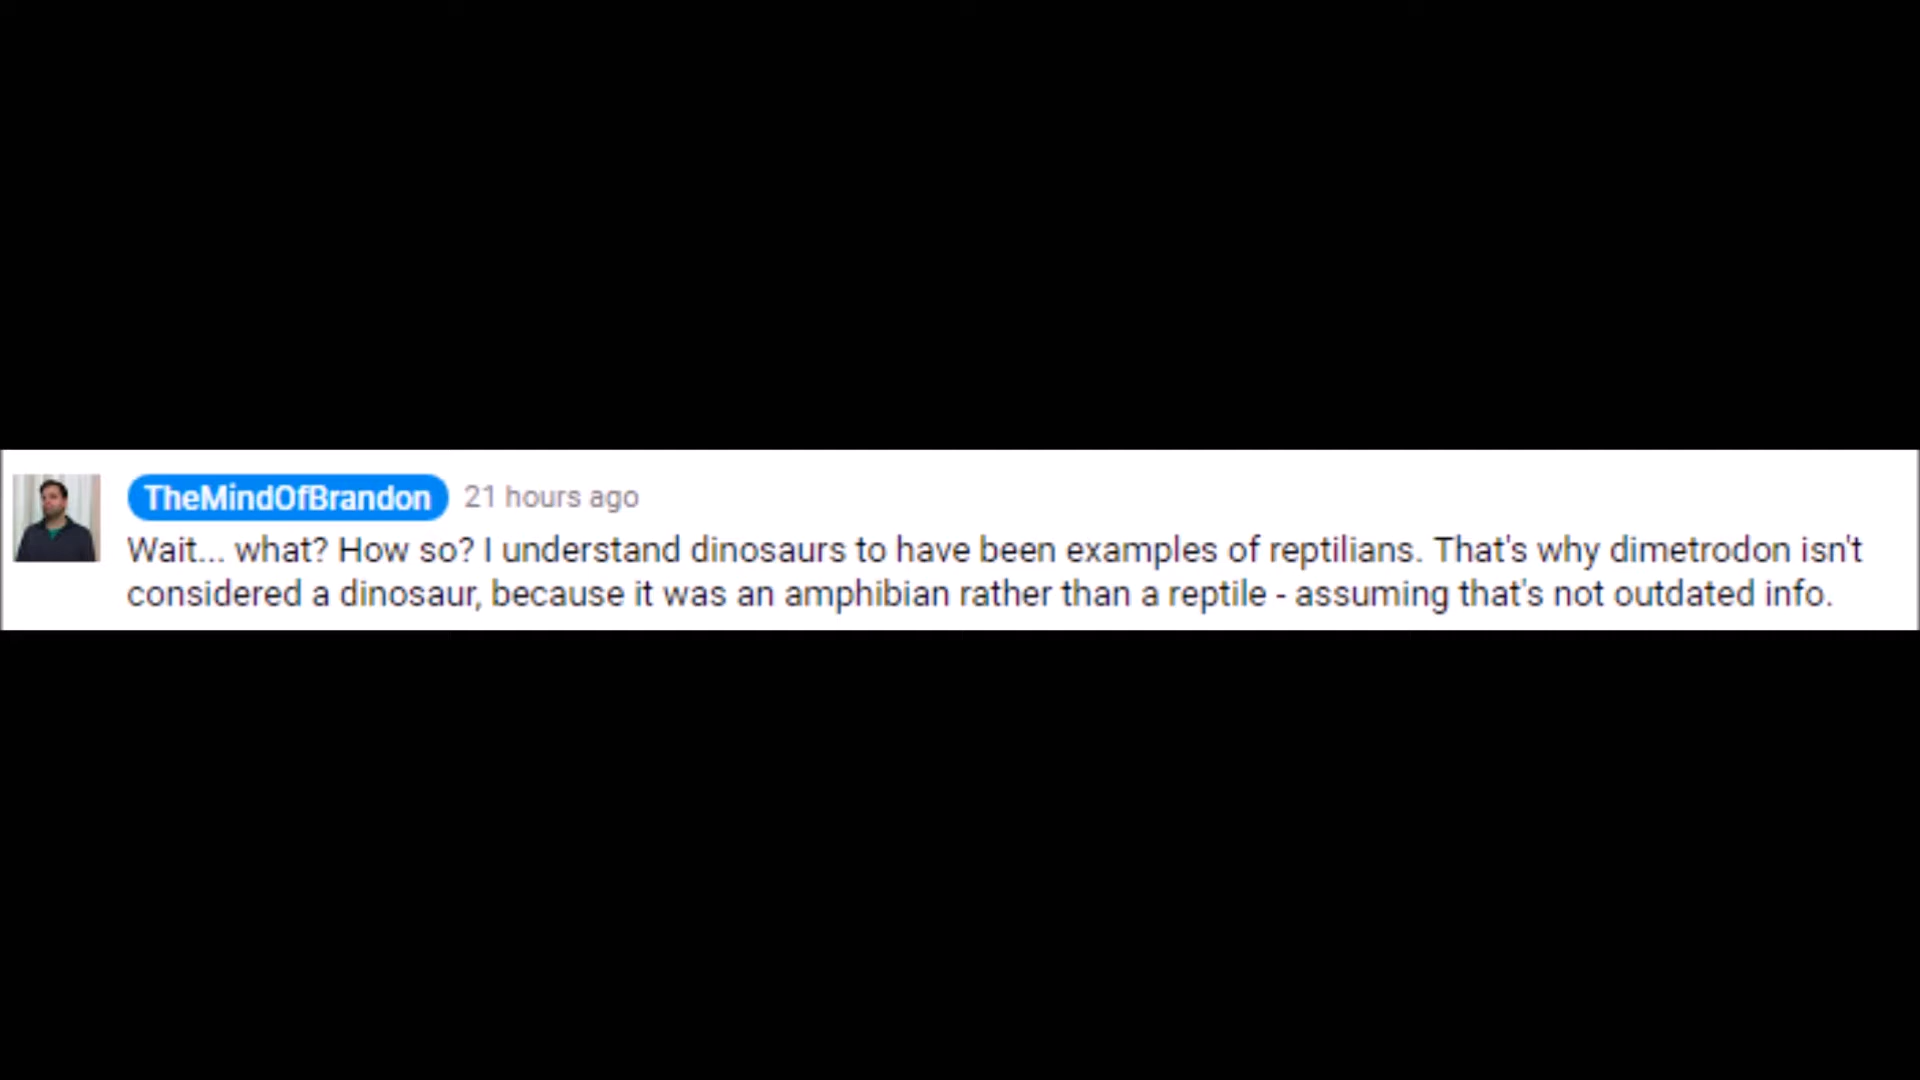 TheMindOfBrandon 21 hours ago
Wait... what? How so? I understand dinosaurs to have been examples of reptilians. That's why dimetrodon isn't
considered a dinosaur, because it was an amphibian rather than a reptile - assuming that's not outdated info.